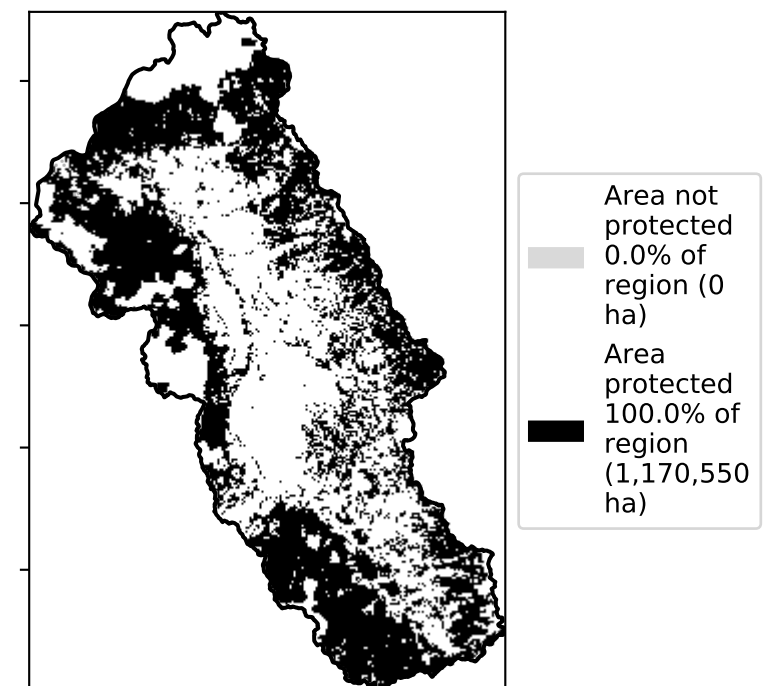 Area not
protected
0.0% of
region (0
ha)
Area
protected
100.0% of
region
(1,170,550
ha)